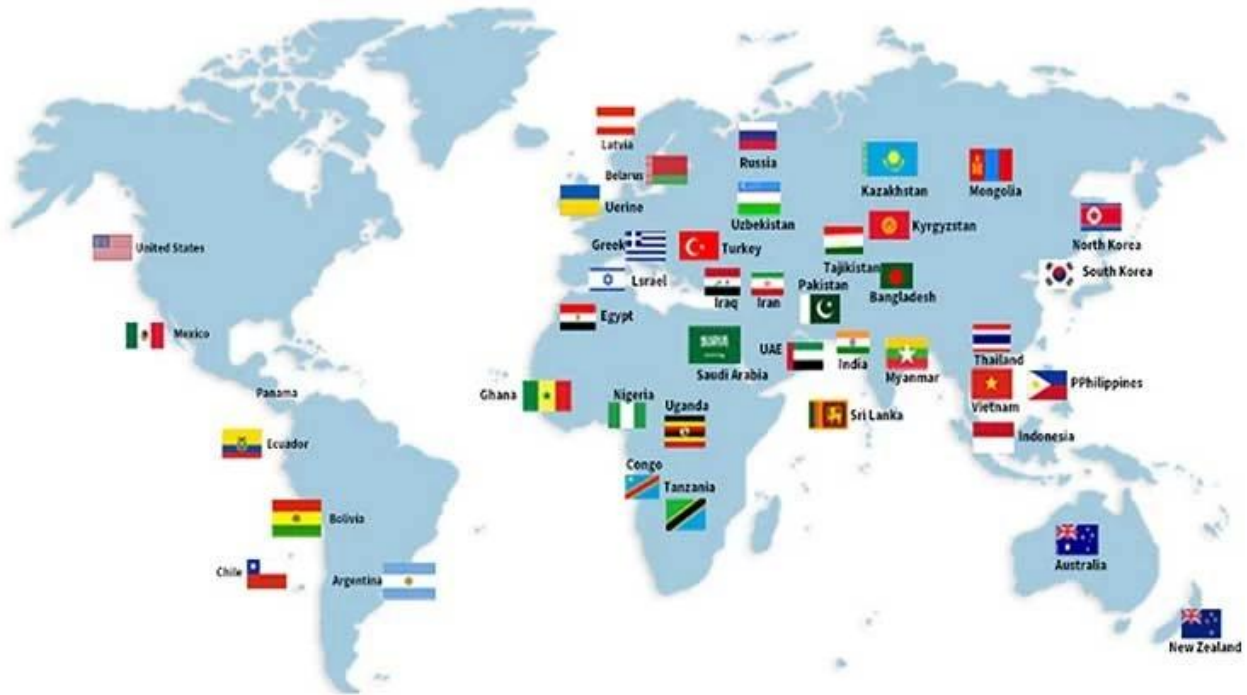 Latvia
Russia
Belarus
Kazakhstan
Mongolia
Uerine
Uzbekistan
Kyrgyzstan
United States
Greek
Turkey
North Korea
Tajikistan
South Korea
Lsrael
Pakistan
Iraq
Iran
Bangladesh
Egypt
Mexico
UAE
India
Thailand
Saudi Arabia
Myanmar
PPhilippines
Panama
Ghana
Nigeria
Uganda
Vietnam
Sri Lanka
Ecuador
Indonesia
Congo
Tanzania
Bolivia
Chile
Argentina
Australia
New Zealand